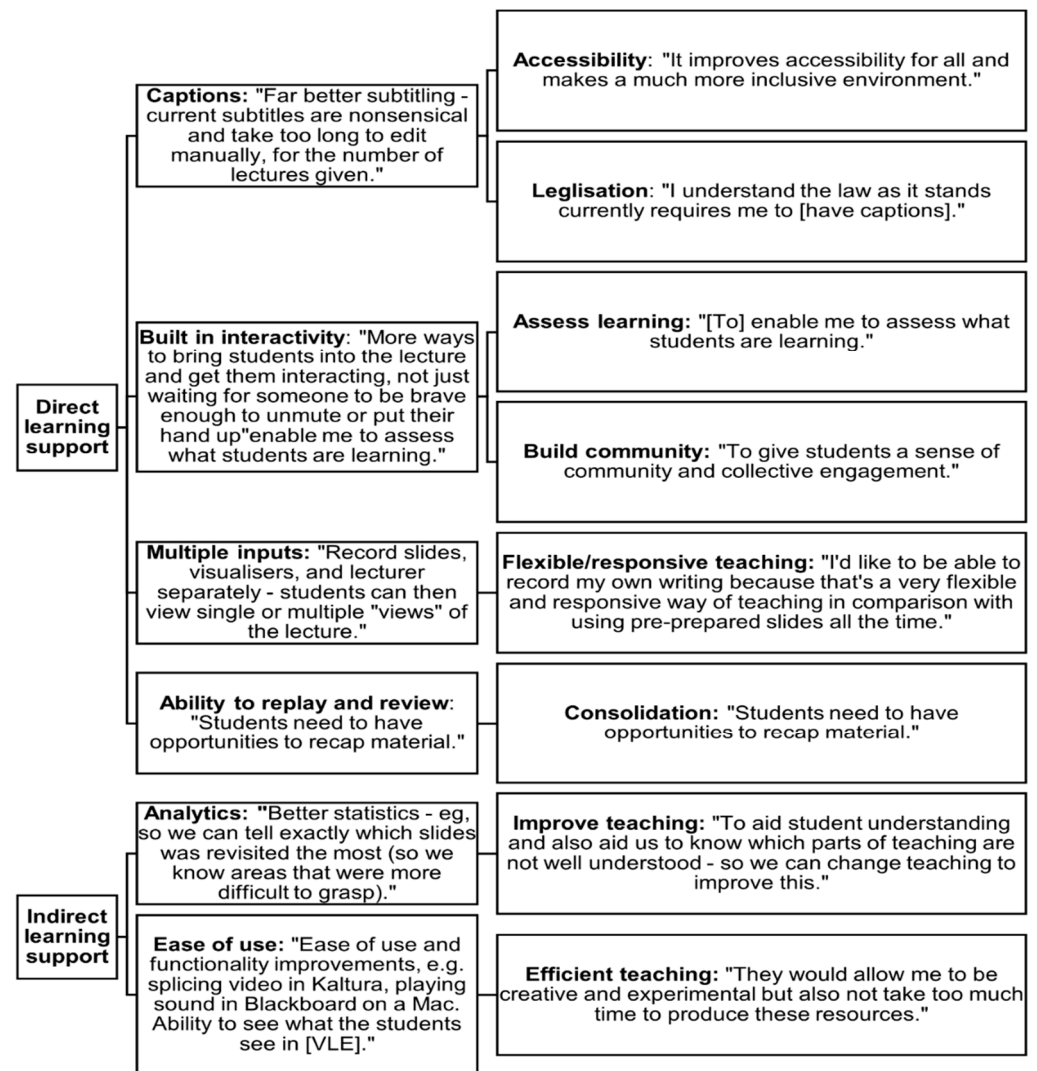 Direct
learning
support
Captions: "Far better subtitling -
current subtitles are nonsensical
and take too long to edit
manually, for the number of
lectures given."
Accessibility: "It improves accessibility for all and
makes a much more inclusive environment."
Leglisation: "I understand the law as it stands
currently requires me to [have captions]."
Built in interactivity: "More ways
to bring students into the lecture
and get them interacting, not just
waiting for someone to be brave
enough to unmute or put their
hand up"enable me to assess
what students are learning."
Assess learning: "[To] enable me to assess what
students are learning."
Build community: "To give students a sense of
community and collective engagement."
Multiple inputs: "Record slides,
visualisers, and lecturer
separately - students can then
view single or multiple "views" of
the lecture."
Flexible/responsive teaching: "I'd like to be able to
record my own writing because that's a very flexible
and responsive way of teaching in comparison with
using pre-prepared slides all the time."
Ability to replay and review:
"Students need to have
opportunities to recap material."
Consolidation: "Students need to have
opportunities to recap material."
Indirect
learning
support
Analytics: "Better statistics - eg,
so we can tell exactly which slides
was revisited the most (so we
know areas that were more
difficult to grasp)."
Improve teaching: "To aid student understanding
and also aid us to know which parts of teaching are
not well understood - so we can change teaching to
improve this."
Ease of use: "Ease of use and
functionality improvements, e.g.
splicing video in Kaltura, playing
sound in Blackboard on a Mac.
Ability to see what the students
see in [VLE]."
Efficient teaching: "They would allow me to be
creative and experimental but also not take too much
time to produce these resources."